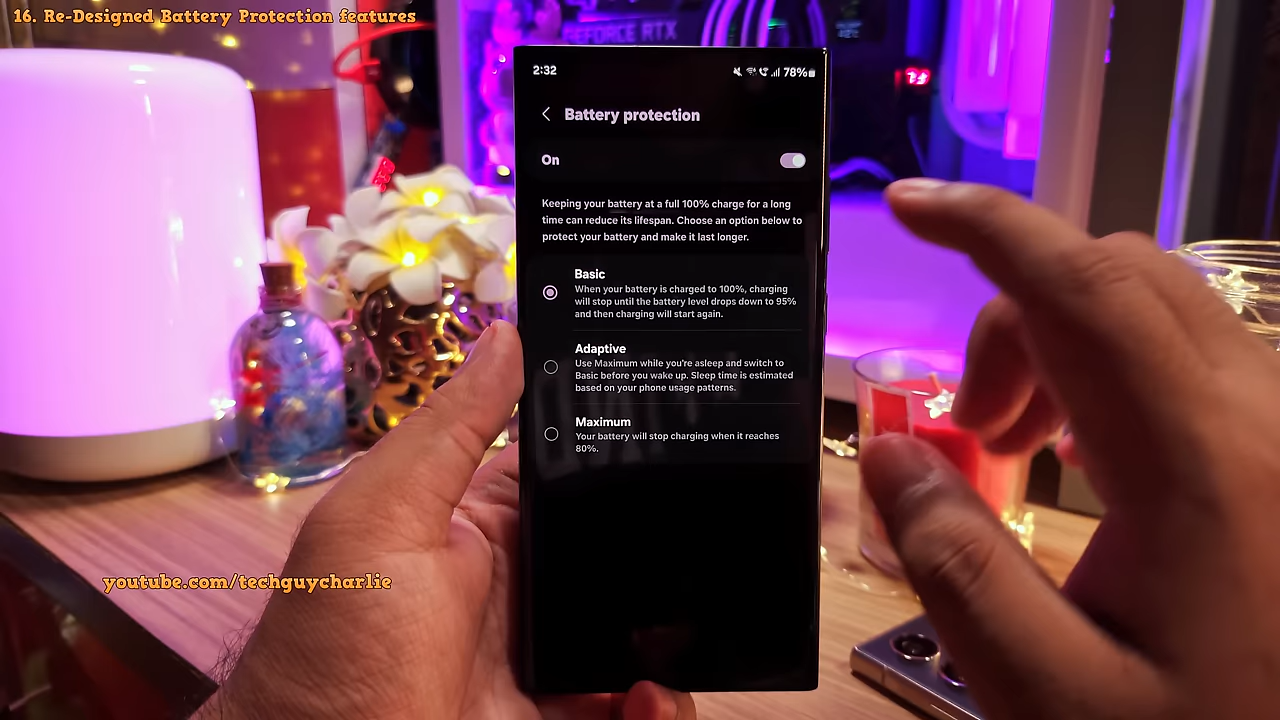 16. Re-Designed Battery Protection features
GEFORCE RTX
2:32
78%
Battery protection
On
Keeping your battery at a full 100% charge for a long
time can reduce its lifespan. Choose an option below to
protect your battery and make it last longer.
Basic
When your battery is charged to 100%, charging
will stop until the battery level drops down to 95%
and then charging will start again.
Adaptive
Use Maximum while you're asleep and switch to
Basic before you wake up. Sleep time is estimated
based on your phone usage patterns.
Maximum
Your battery will stop charging when it reaches
80%.
youtube.com/techguycharlie